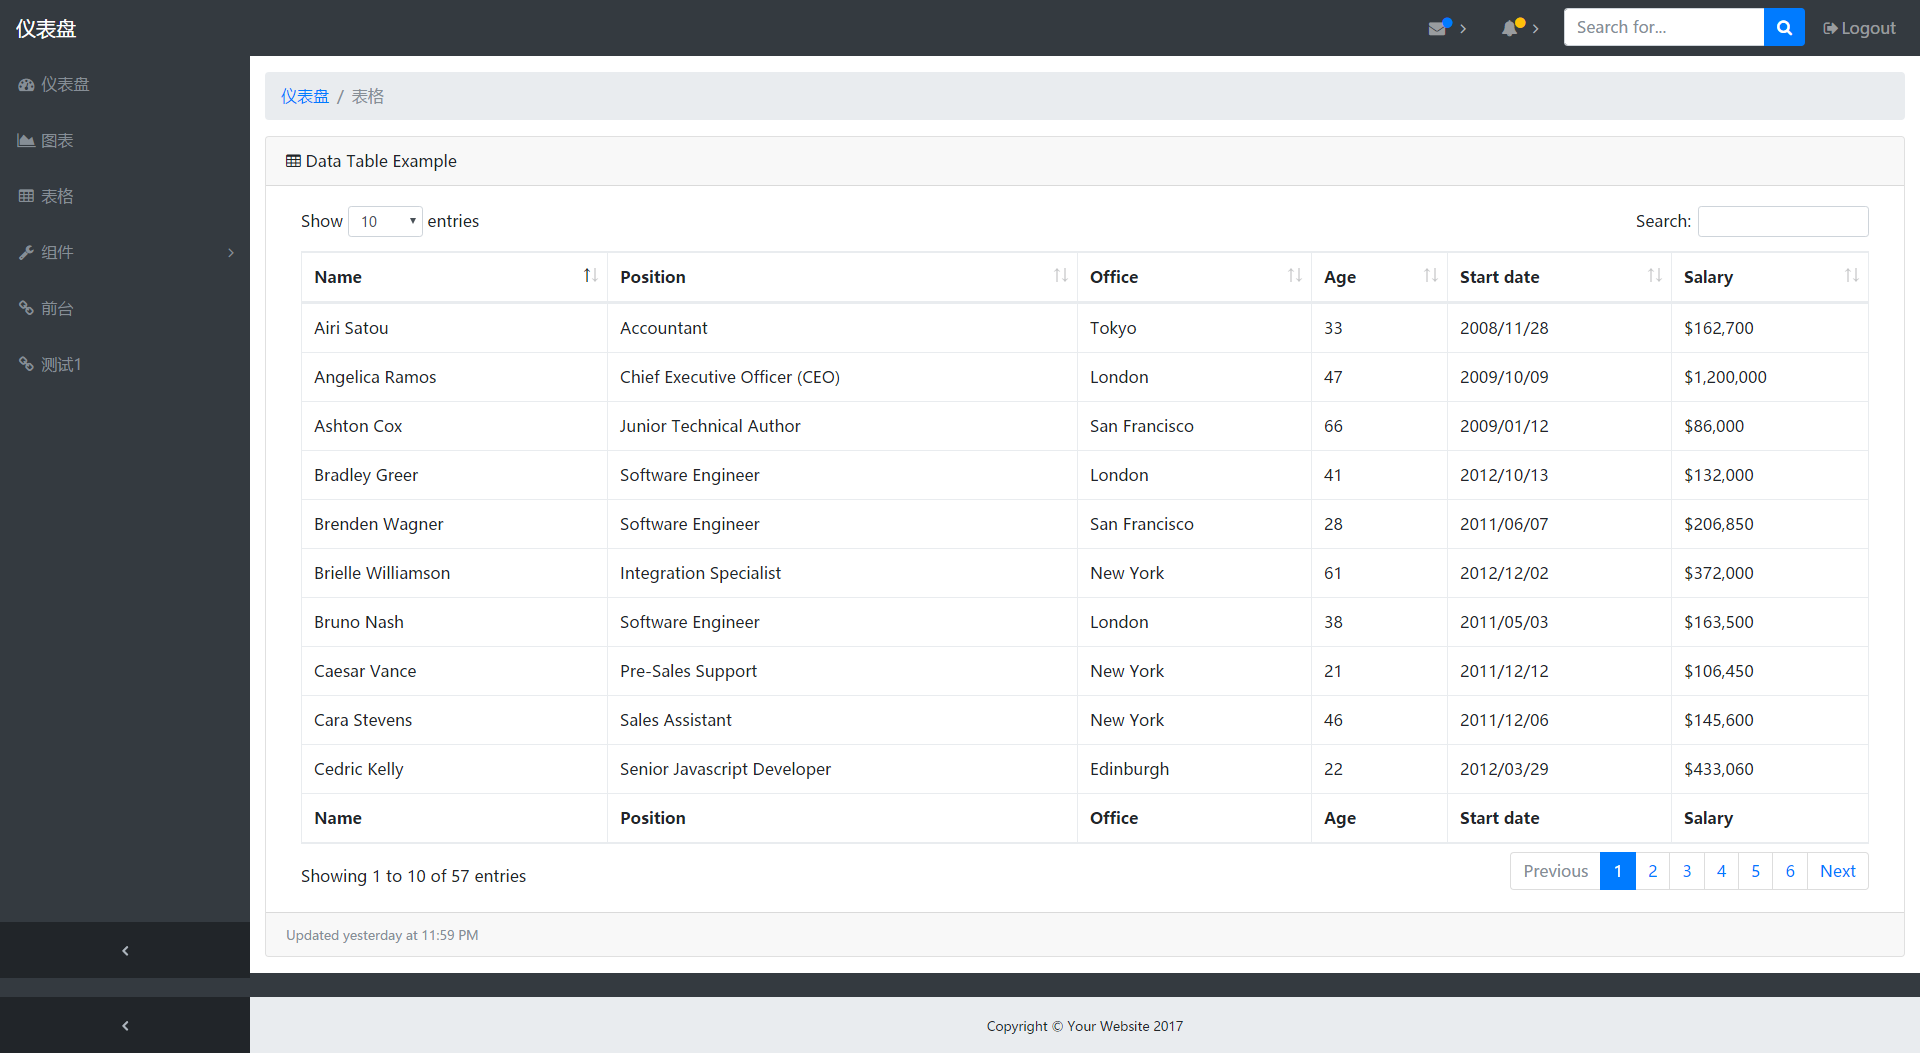 仪表盘
Search for...
Logout
仪表盘
图表
表格
组件
前台
测试1
仪表盘 / 表格
Data Table Example
Show 10 entries
Search:
Name Position Office Age Start date Salary
Airi Satou Accountant Tokyo 33 2008/11/28 $162,700
Angelica Ramos Chief Executive Officer (CEO) London 47 2009/10/09 $1,200,000
Ashton Cox Junior Technical Author San Francisco 66 2009/01/12 $86,000
Bradley Greer Software Engineer London 41 2012/10/13 $132,000
Brenden Wagner Software Engineer San Francisco 28 2011/06/07 $206,850
Brielle Williamson Integration Specialist New York 61 2012/12/02 $372,000
Bruno Nash Software Engineer London 38 2011/05/03 $163,500
Caesar Vance Pre-Sales Support New York 21 2011/12/12 $106,450
Cara Stevens Sales Assistant New York 46 2011/12/06 $145,600
Cedric Kelly Senior Javascript Developer Edinburgh 22 2012/03/29 $433,060
Name Position Office Age Start date Salary
Showing 1 to 10 of 57 entries
Previous 1 2 3 4 5 6 Next
Updated yesterday at 11:59 PM
Copyright © Your Website 2017